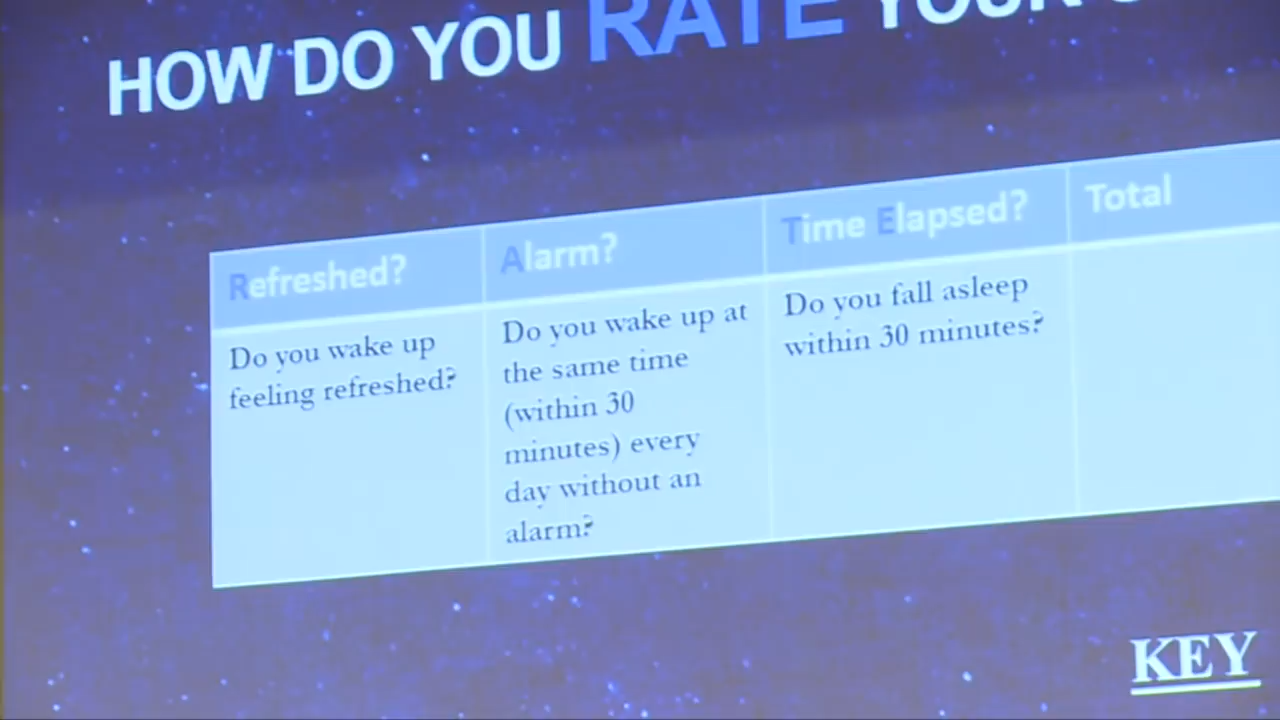 HOW DO YOU RATE YOUR
Refreshed?
Alarm?
Time Elapsed?
Total
Do you wake up
feeling refreshed?
Do you wake up at
the same time
(within 30
minutes) every
day without an
alarm?
Do you fall asleep
within 30 minutes?
KEY